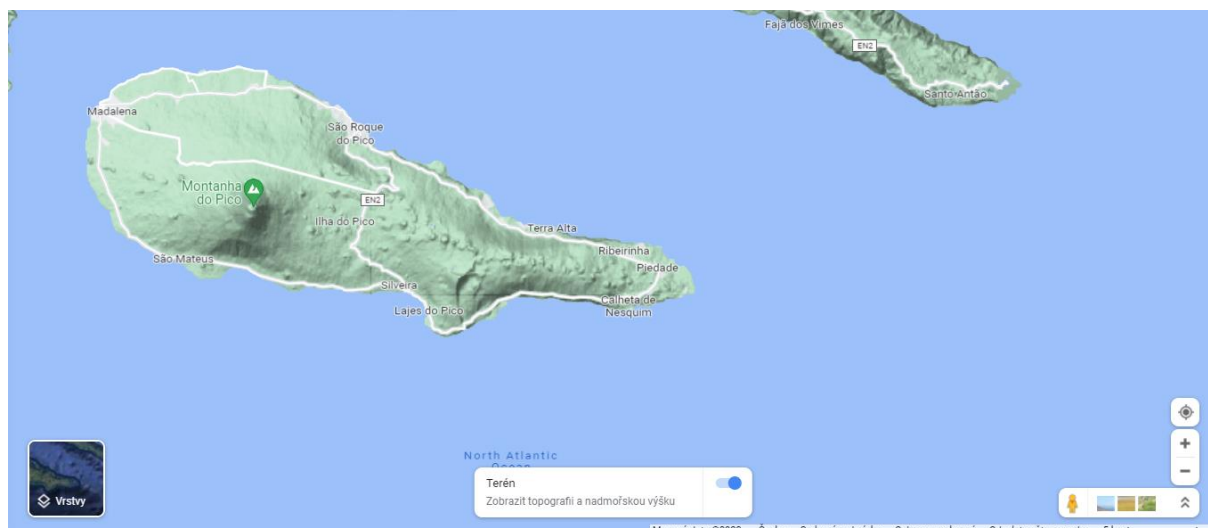 Fajã dos Vimes
EN2
Santo Antão
Madalena
São Roque
do Pico
Montanha
do Pico
EN2
Ilha do Pico
Terra Alta
Ribeirinha
São Mateus
Piedade
Silveira
Calheta de
Nesquim
Lajes do Pico
North Atlantic
Ocean
Terén
Zobrazit topografii a nadmořskou výšku
Vrstvy